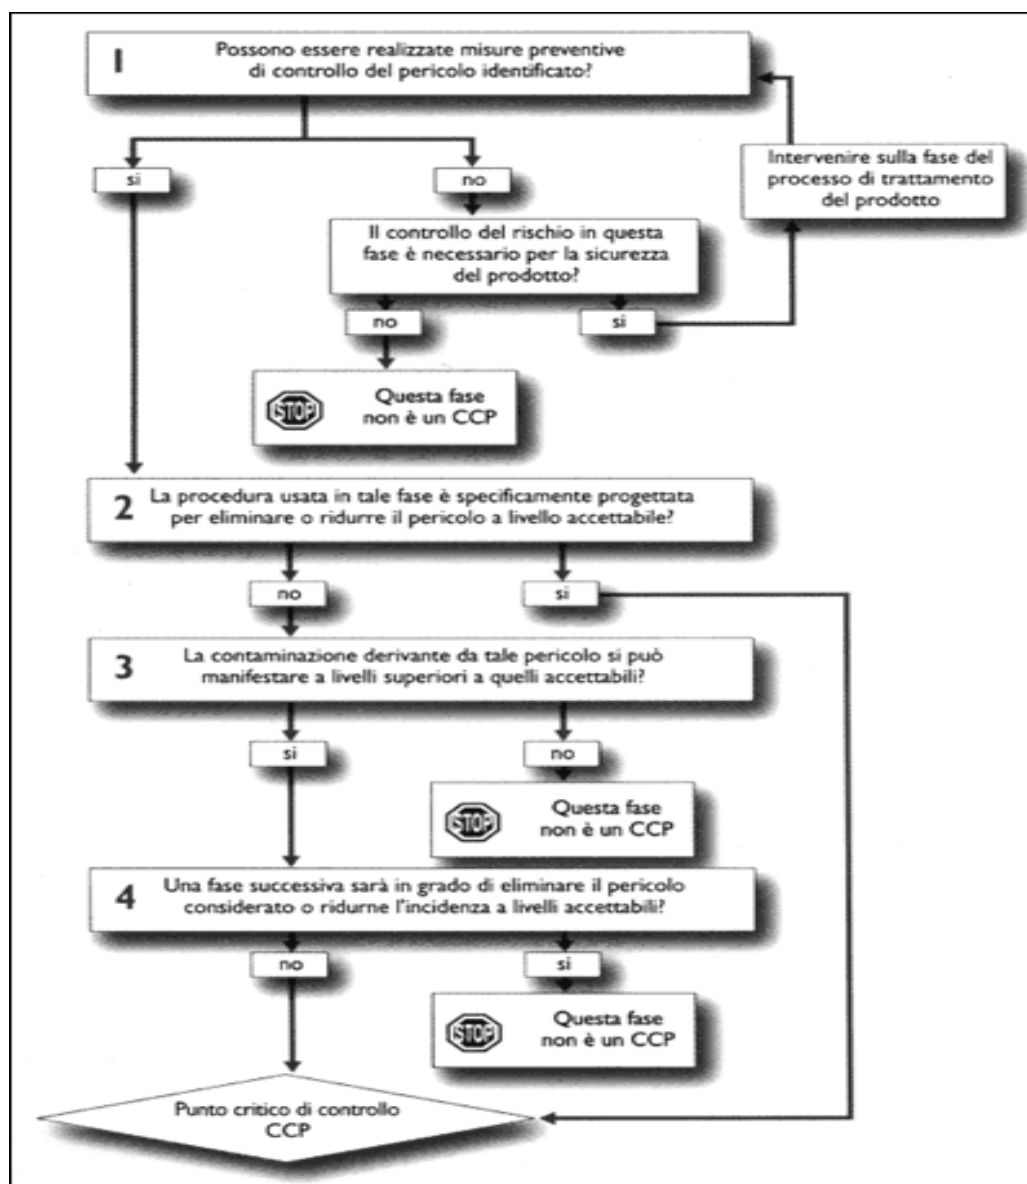 1
Possono essere realizzate misure preventive
di controllo del pericolo identificato?
si
no
Intervenire sulla fase del
processo di trattamento
del prodotto
Il controllo del rischio in questa
fase è necessario per la sicurezza
del prodotto?
no
si
STOP
Questa fase
non è un CCP
2
La procedura usata in tale fase è specificamente progettata
per eliminare o ridurre il pericolo a livello accettabile?
no
si
3
La contaminazione derivante da tale pericolo si può
manifestare a livelli superiori a quelli accettabili?
si
no
STOP
Questa fase
non è un CCP
4
Una fase successiva sarà in grado di eliminare il pericolo
considerato o ridurne l'incidenza a livelli accettabili?
no
si
STOP
Questa fase
non è un CCP
Punto critico di controllo
CCP